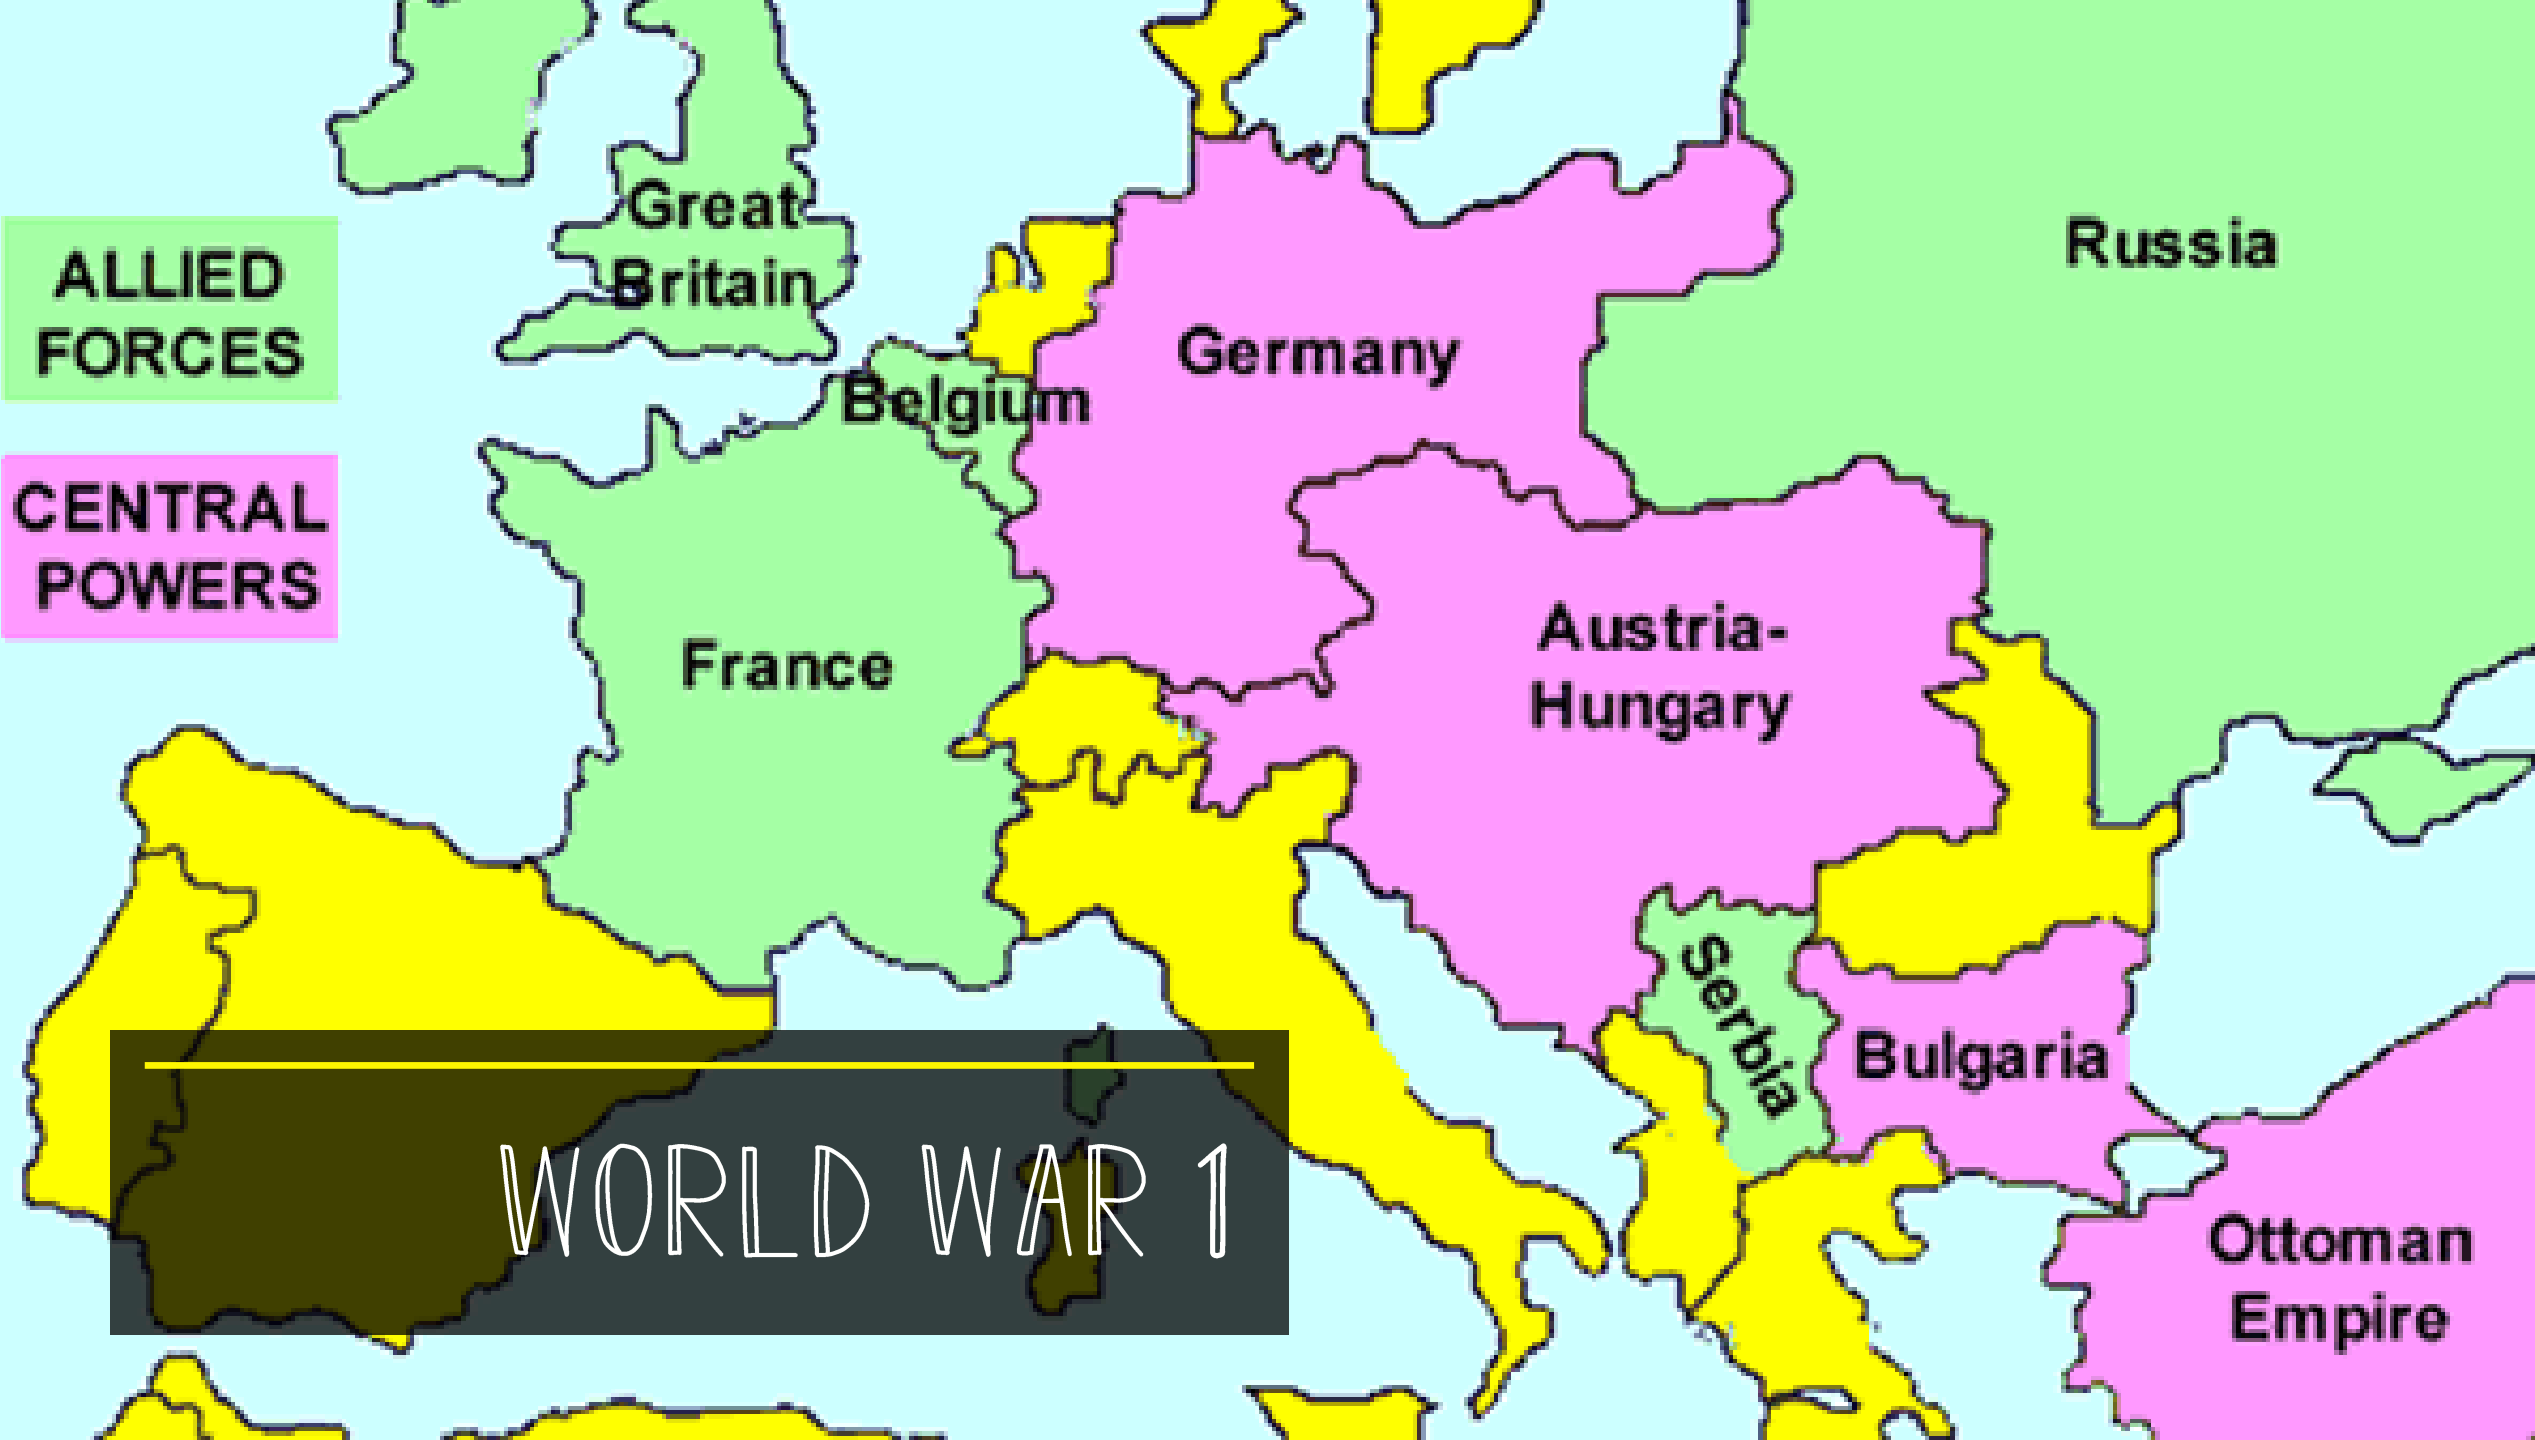 Great
Britain
ALLIED
FORCES
Russia
Germany
Belgium
CENTRAL
POWERS
Austria-
Hungary
France
Serbia
Bulgaria
Ottoman
Empire
WORLD WAR 1